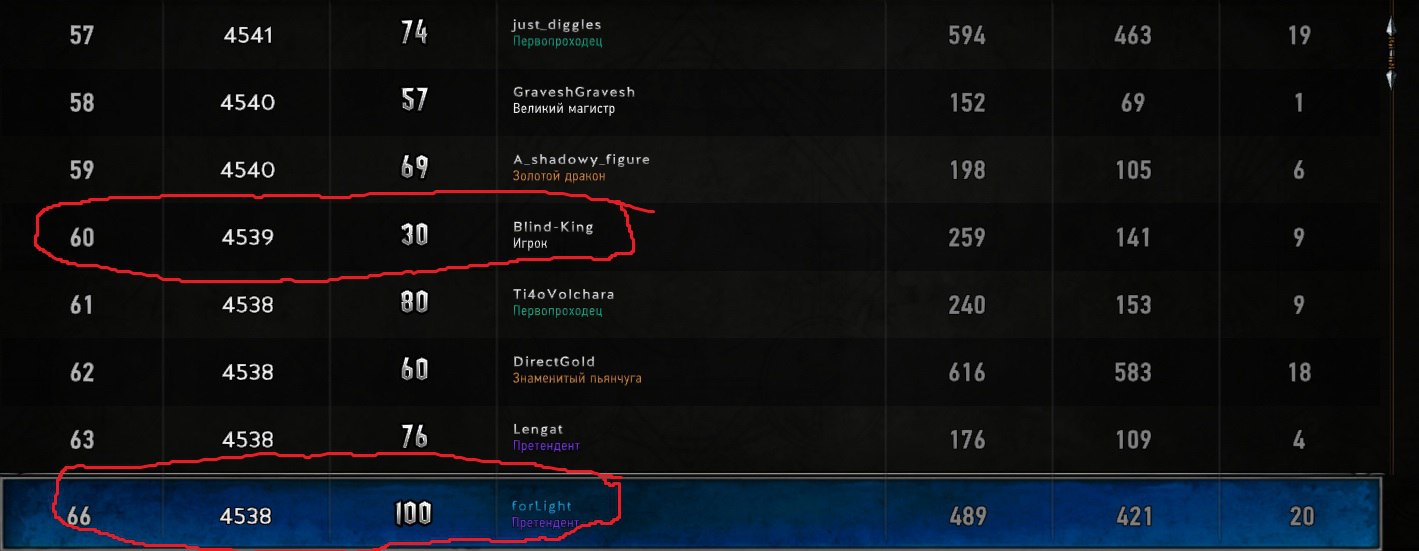 57 4541 74 just_diggles 594 463 19
Первопроходец
58 4540 57 GraveshGravesh 152 69 1
Великий магистр
59 4540 69 A_shadowy_figure 198 105 6
Золотой дракон
60 4539 30 Blind-King 259 141 9
Игрок
61 4538 80 Ti4oVolchara 240 153 9
Первопроходец
62 4538 60 DirectGold 616 583 18
Знаменитый пьянчуга
63 4538 76 Lengat 176 109 4
Претендент
66 4538 100 forLight 489 421 20
Претендент